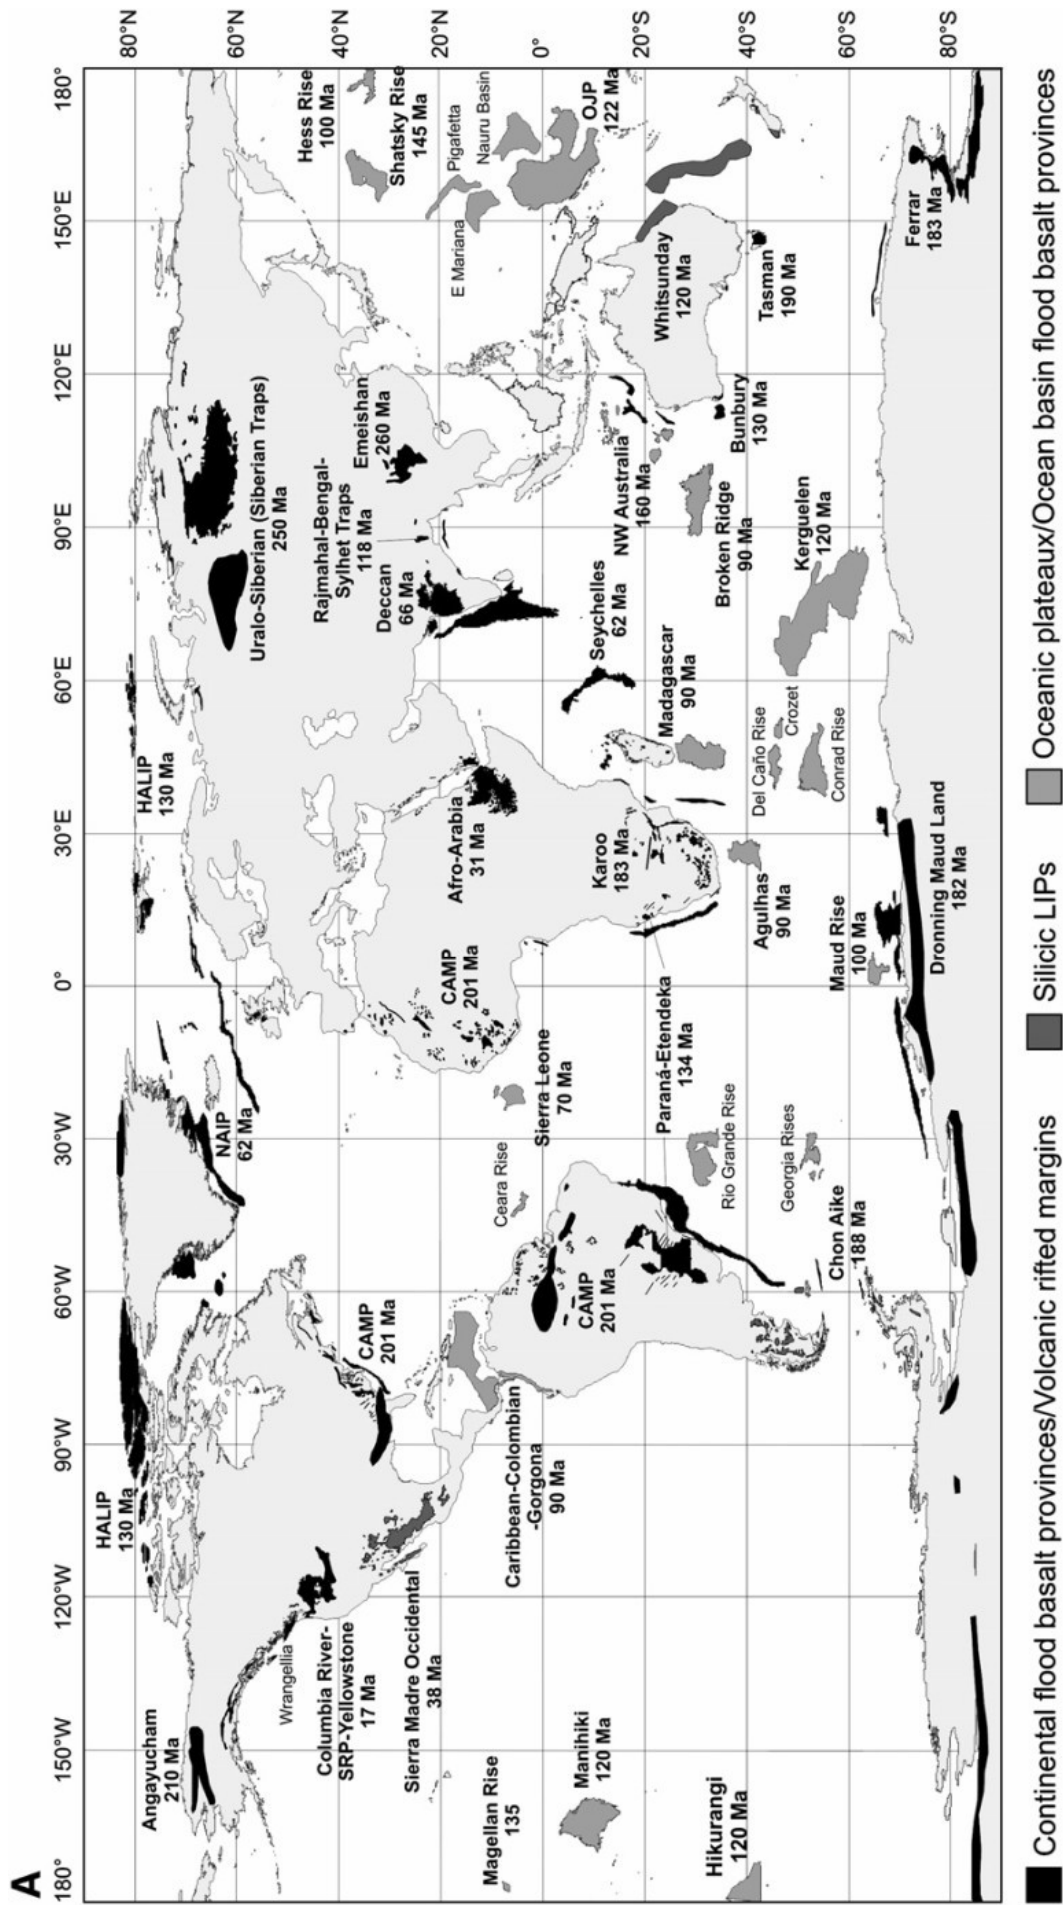 A
180°
150°W
120°W
90°W
60°W
30°W
0°
30°E
60°E
90°E
120°E
150°E
180°
80°N
60°N
40°N
20°N
0°
20°S
40°S
60°S
80°S
Angayucham
210 Ma
HALIP
130 Ma
HALIP
130 Ma
Wrangellia
Columbia River-
SRP-Yellowstone
17 Ma
Sierra Madre Occidental
38 Ma
CAMP
201 Ma
NAIP
62 Ma
Uralo-Siberian (Siberian Traps)
250 Ma
Emeishan
260 Ma
Rajmahal-Bengal-
Sylhet Traps
118 Ma
Deccan
66 Ma
Hess Rise
100 Ma
Shatsky Rise
145 Ma
Pigafetta
Nauru Basin
E Mariana
OJP
122 Ma
Magellan Rise
135
Manihiki
120 Ma
Hikurangi
120 Ma
Caribbean-Colombian
-Gorgona
90 Ma
Ceara Rise
CAMP
201 Ma
Sierra Leone
70 Ma
CAMP
201 Ma
Afro-Arabia
31 Ma
Seychelles
62 Ma
Madagascar
90 Ma
Karoo
183 Ma
Paraná-Etendeka
134 Ma
Rio Grande Rise
Georgia Rises
Chon Aike
188 Ma
Agulhas
90 Ma
Maud Rise
100 Ma
Del Caño Rise
Crozet
Conrad Rise
Kerguelen
120 Ma
Broken Ridge
90 Ma
NW Australia
160 Ma
Bunbury
130 Ma
Whitsunday
120 Ma
Tasman
190 Ma
Ferrar
183 Ma
Dronning Maud Land
182 Ma
Continental flood basalt provinces/Volcanic rifted margins
Silicic LIPs
Oceanic plateaux/Ocean basin flood basalt provinces